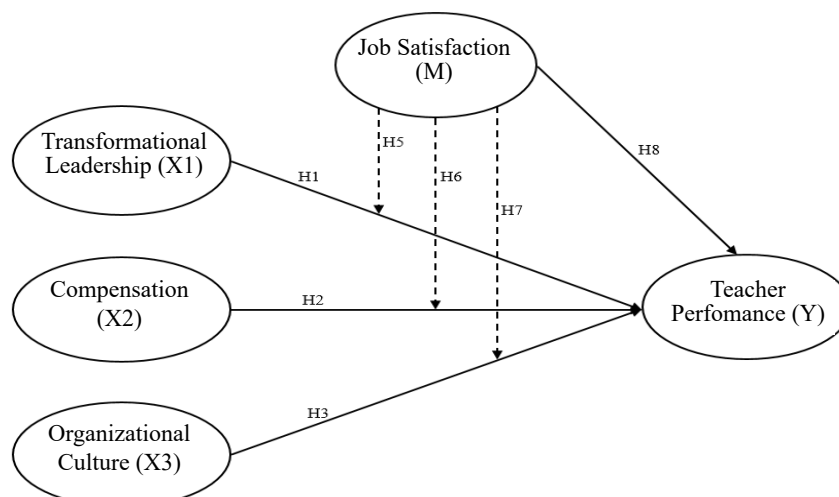 Job Satisfaction
(M)
Transformational
Leadership (X1)
H5
H8
H1
H6
H7
Compensation
(X2)
H2
Teacher
Perfomance (Y)
H3
Organizational
Culture (X3)